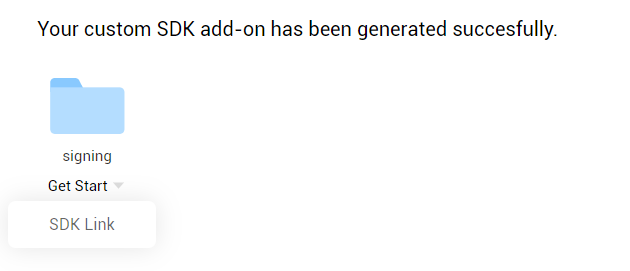 Your custom SDK add-on has been generated succesfully.
signing
Get Start
SDK Link